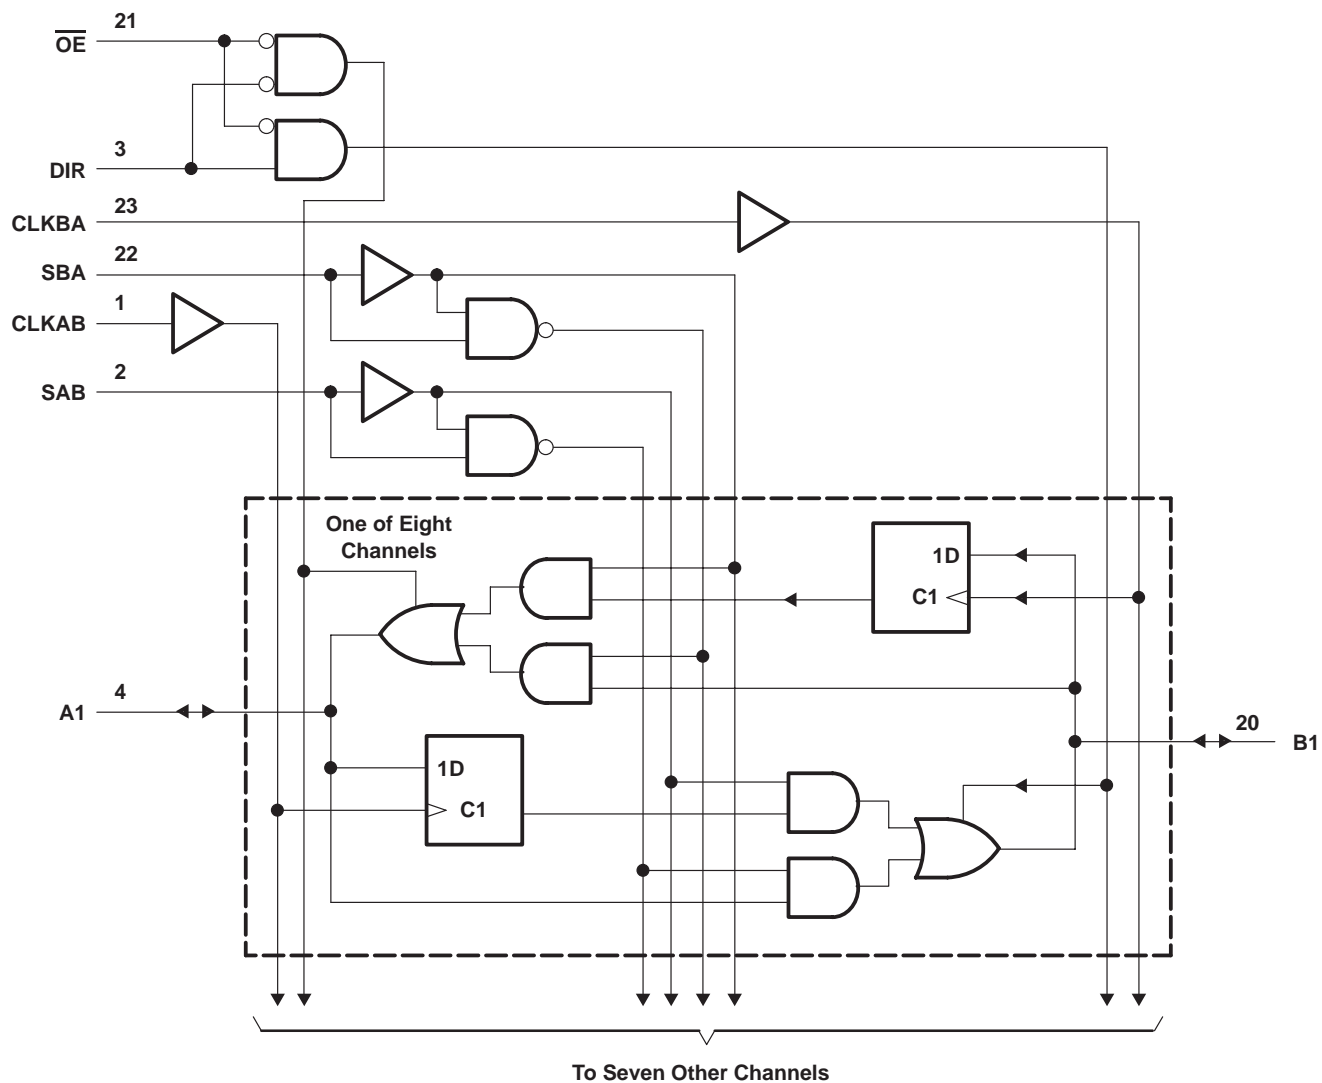 21
OE
3
DIR
23
CLKBA
22
SBA
1
CLKAB
2
SAB
One of Eight
Channels
1D
C1
4
A1
20
B1
1D
C1
To Seven Other Channels